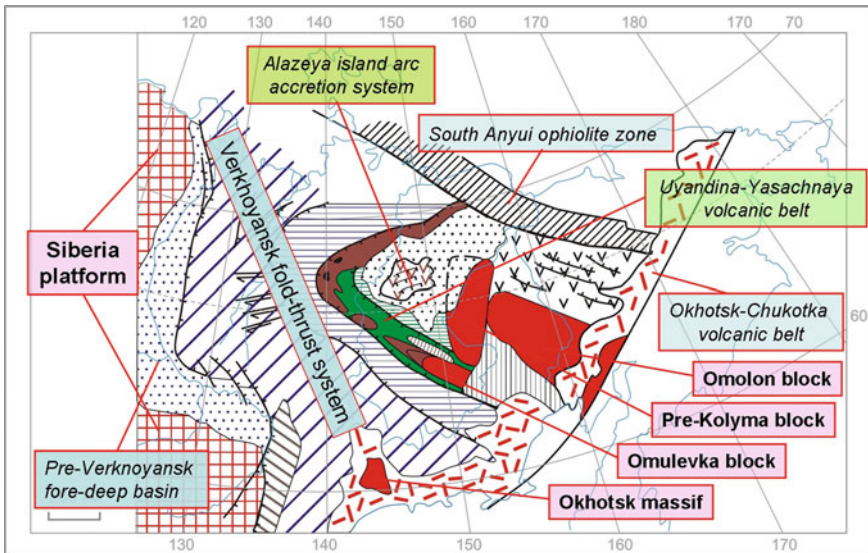 120 130 140 150 160 170 180 170 70
Alazeya island arc
accretion system
South Anyui ophiolite zone
Uyandina-Yasachnaya
volcanic belt
Verkhoyansk fold-thrust system
Siberia
platform
Okhotsk-Chukotka
volcanic belt
60
Omolon block
Pre-Kolyma block
Omulevka block
Okhotsk massif
Pre-Verknoyansk
fore-deep basin
130 140 150 160 170